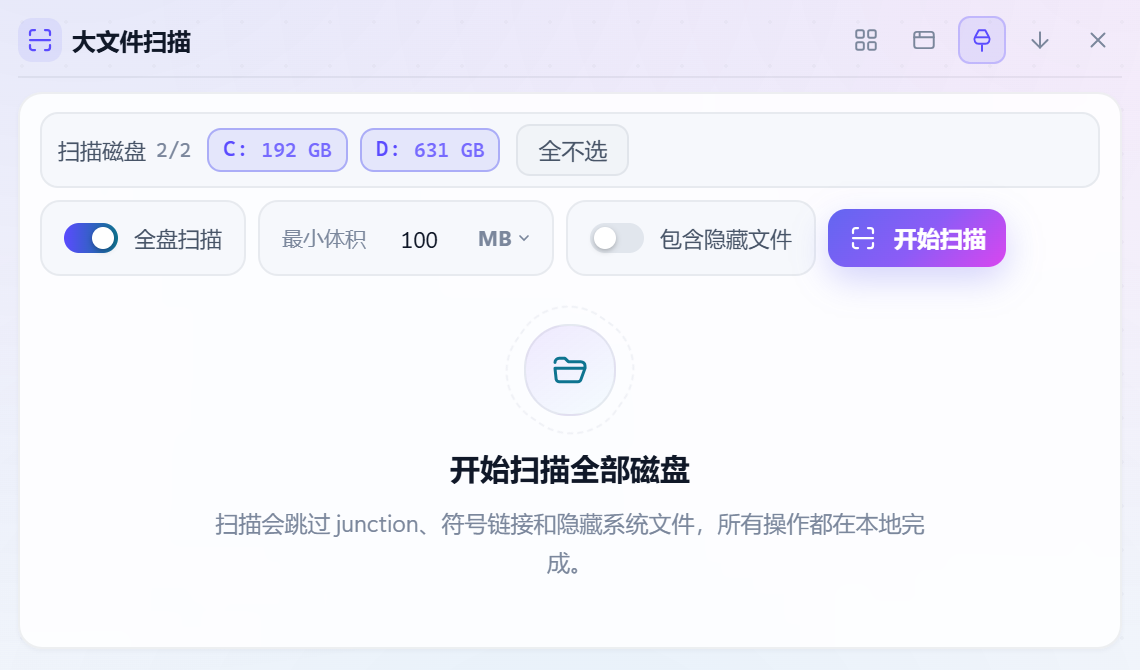 大文件扫描
扫描磁盘 2/2 C: 192 GB D: 631 GB 全不选
全盘扫描 最小体积 100 MB 包含隐藏文件 开始扫描
开始扫描全部磁盘
扫描会跳过 junction、符号链接和隐藏系统文件，所有操作都在本地完
成。